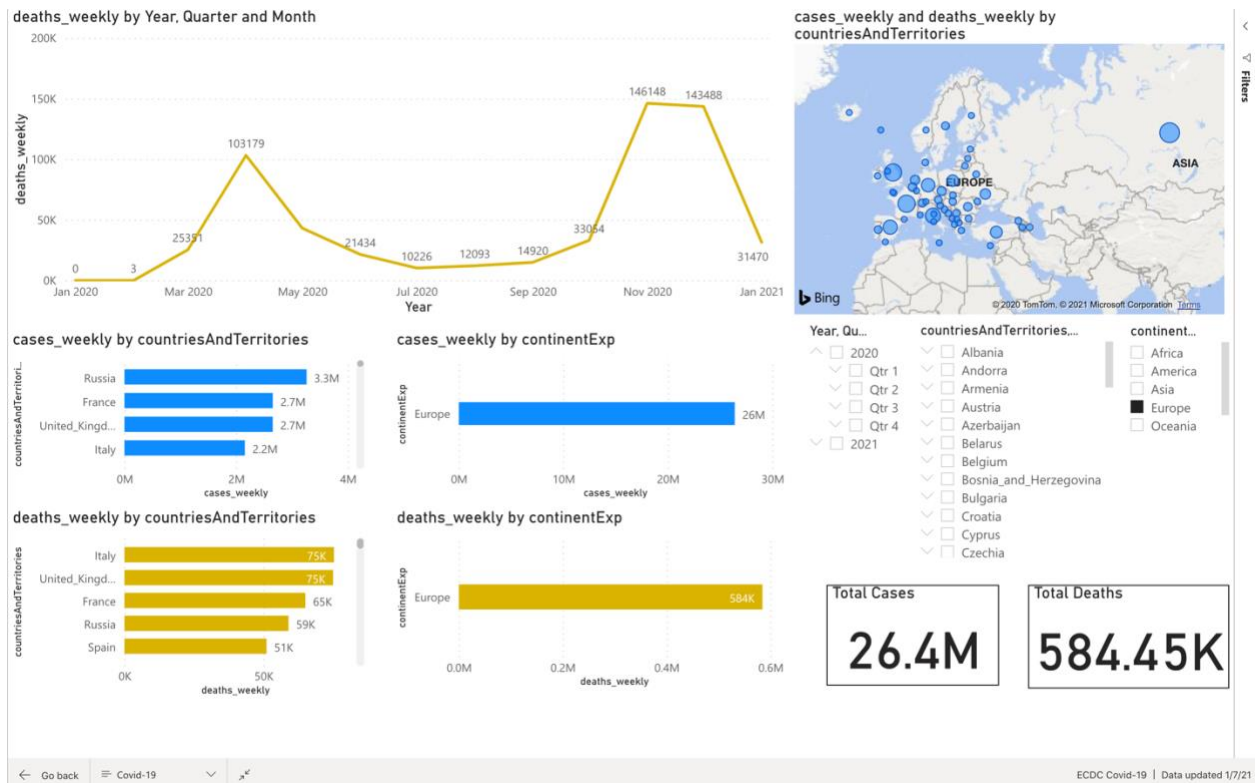 deaths_weekly by Year, Quarter and Month
200K
150K
100K
50K
0K
deaths_weekly
0
3
25351
103179
21434
10226
12093
14920
33054
146148
143488
31470
Jan 2020
Mar 2020
May 2020
Jul 2020
Sep 2020
Nov 2020
Jan 2021
Year
cases_weekly and deaths_weekly by
countriesAndTerritories
EUROPE
ASIA
Bing
© 2020 TomTom, © 2021 Microsoft Corporation Terms
Filters
cases_weekly by countriesAndTerritories
countriesAndTerritori...
Russia 3.3M
France 2.7M
United_Kingd... 2.7M
Italy 2.2M
0M 2M 4M
cases_weekly
cases_weekly by continentExp
continentExp
Europe 26M
0M 10M 20M 30M
cases_weekly
Year, Qu...
2020
Qtr 1
Qtr 2
Qtr 3
Qtr 4
2021
countriesAndTerritories,...
Albania
Andorra
Armenia
Austria
Azerbaijan
Belarus
Belgium
Bosnia_and_Herzegovina
Bulgaria
Croatia
Cyprus
Czechia
continent...
Africa
America
Asia
Europe
Oceania
deaths_weekly by countriesAndTerritories
countriesAndTerritories
Italy 75K
United_Kingd... 75K
France 65K
Russia 59K
Spain 51K
0K 50K
deaths_weekly
deaths_weekly by continentExp
continentExp
Europe 584K
0.0M 0.2M 0.4M 0.6M
deaths_weekly
Total Cases
26.4M
Total Deaths
584.45K
Go back
Covid-19
ECDC Covid-19 | Data updated 1/7/21